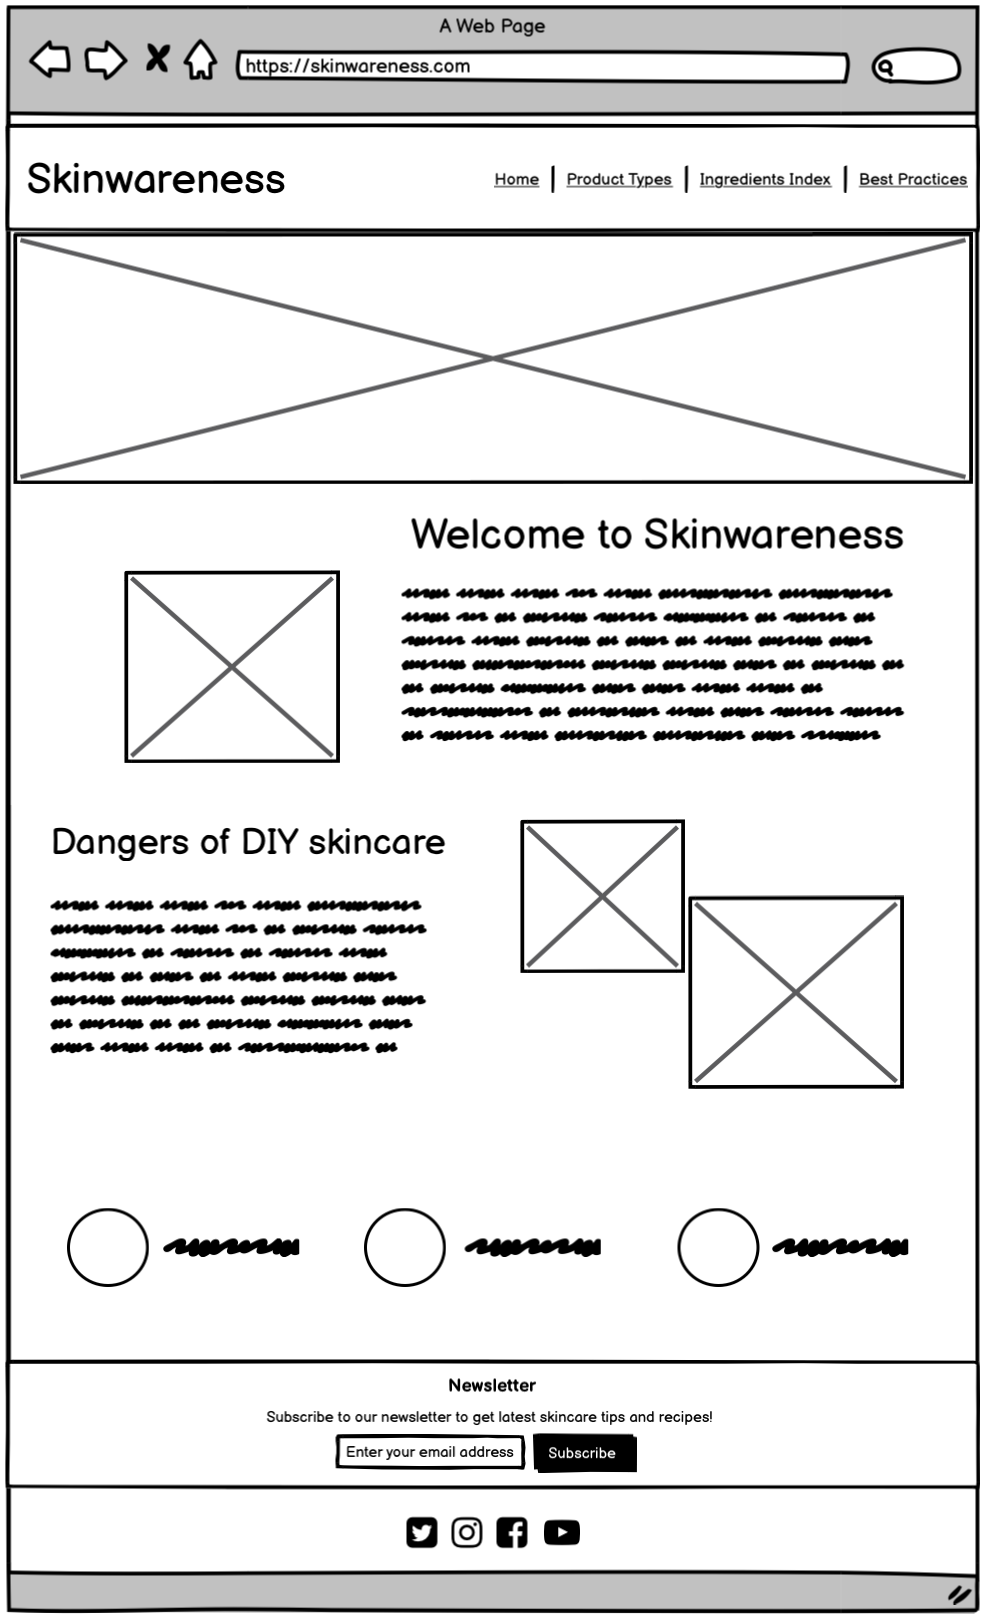 A Web Page
https://skinwareness.com
Skinwareness
Home | Product Types | Ingredients Index | Best Practices
Welcome to Skinwareness
Dangers of DIY skincare
Newsletter
Subscribe to our newsletter to get latest skincare tips and recipes!
Enter your email address
Subscribe